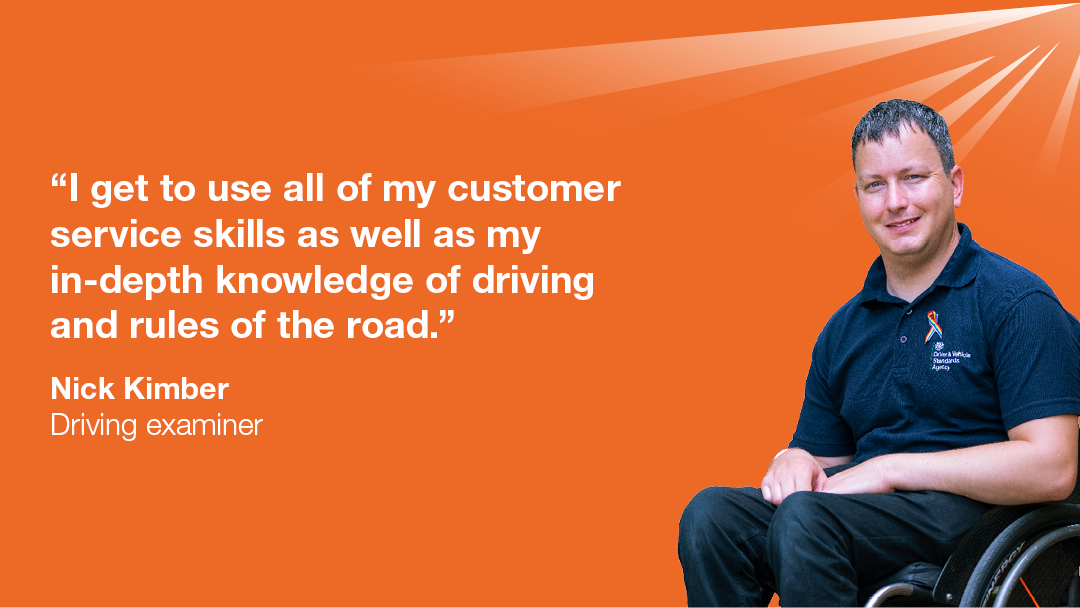 “I get to use all of my customer
service skills as well as my
in-depth knowledge of driving
and rules of the road.”
Nick Kimber
Driving examiner
Driver & Vehicle
Standards
Agency